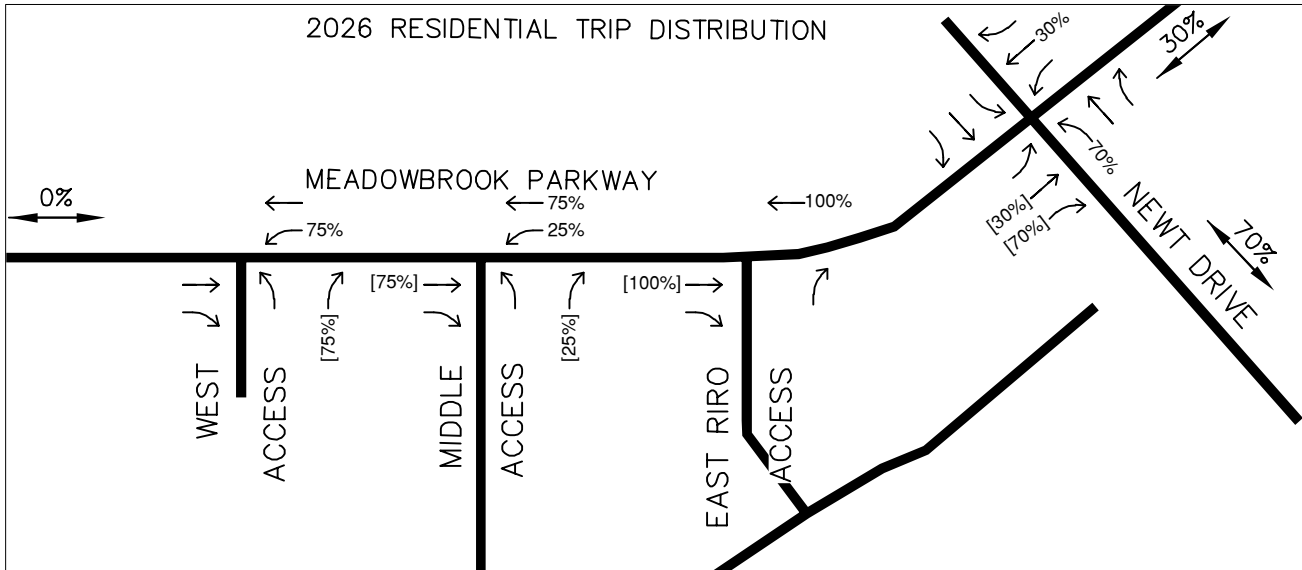 2026 RESIDENTIAL TRIP DISTRIBUTION
30%
30%
70%
MEADOWBROOK PARKWAY
0%
75%
100%
75%
25%
[30%]
[70%]
NEWT DRIVE
70%
[75%]
[100%]
[75%]
[25%]
WEST
ACCESS
MIDDLE
ACCESS
EAST RIRO
ACCESS